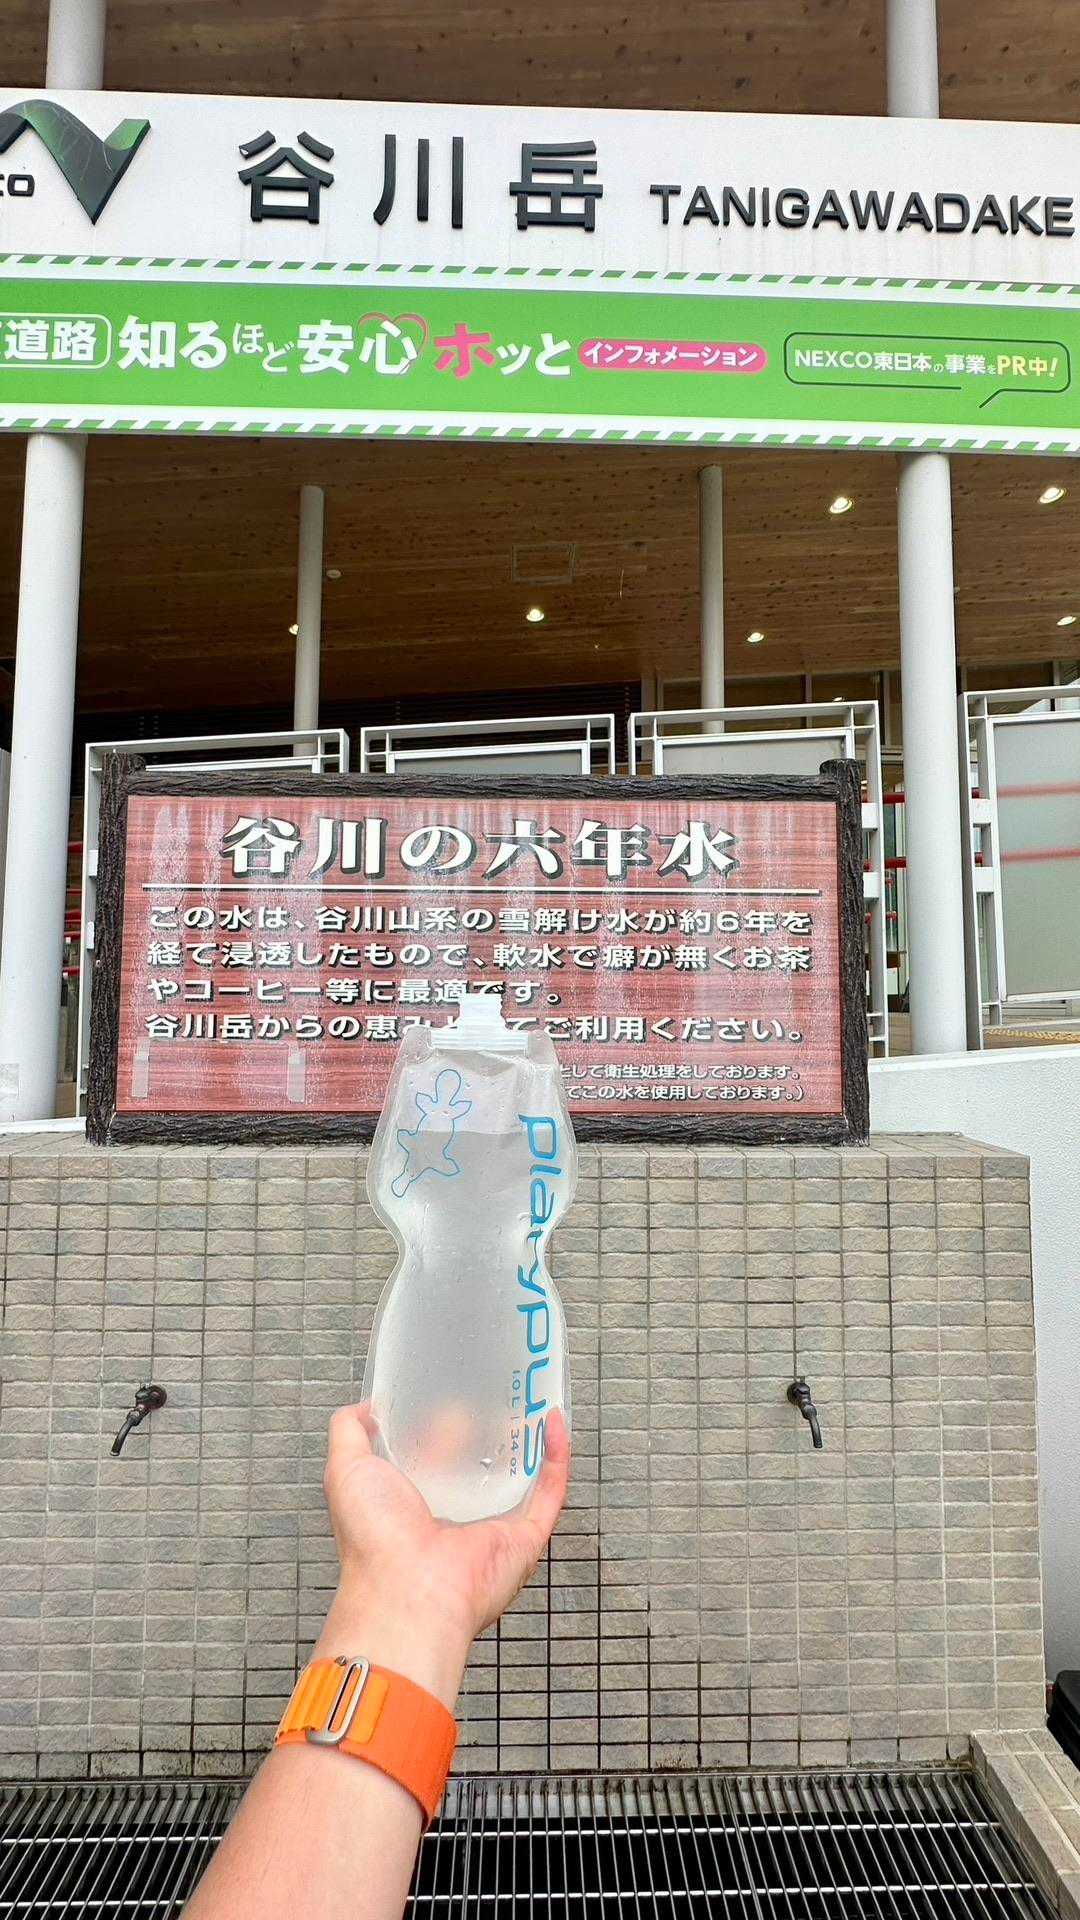 谷川岳 TANIGAWADAKE
道路 知るほど安心ホッと インフォメーション NEXCO東日本の事業をPR中!
谷川の六年水
この水は、谷川山系の雪解け水が約6年を
経て浸透したもので、軟水で癖が無くお茶
やコーヒー等に最適です。
谷川岳からの恵み てご利用ください。
として衛生処理をしております。
てこの水を使用しております。)
platypus
1.0 L | 34 oz